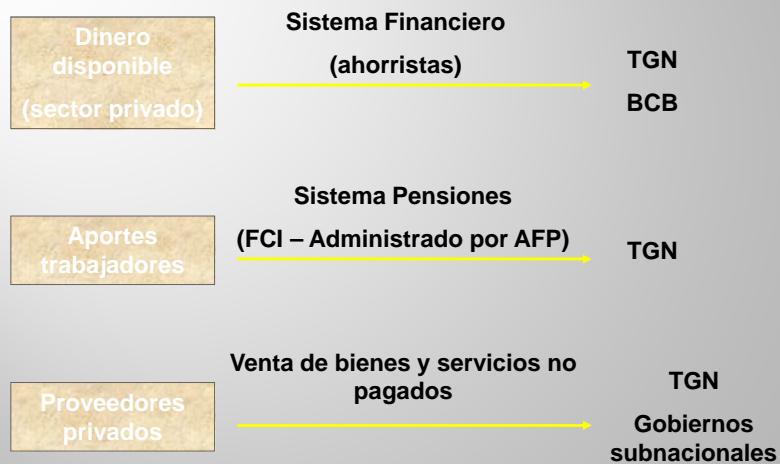 Dinero
disponible
(sector privado)
Sistema Financiero
(ahorristas)
TGN
BCB
Aportes
trabajadores
Sistema Pensiones
(FCI – Administrado por AFP)
TGN
Proveedores
privados
Venta de bienes y servicios no
pagados
TGN
Gobiernos
subnacionales